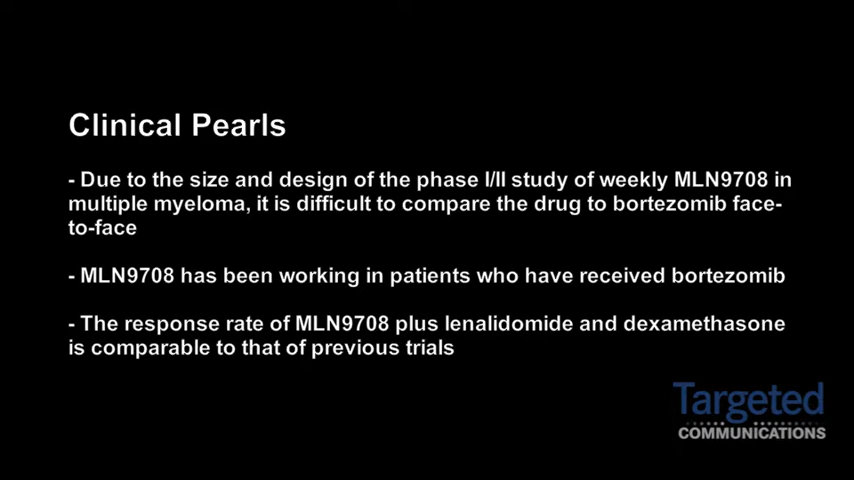 Clinical Pearls
- Due to the size and design of the phase I/II study of weekly MLN9708 in
multiple myeloma, it is difficult to compare the drug to bortezomib face-
to-face
- MLN9708 has been working in patients who have received bortezomib
- The response rate of MLN9708 plus lenalidomide and dexamethasone
is comparable to that of previous trials
Targeted
COMMUNICATIONS